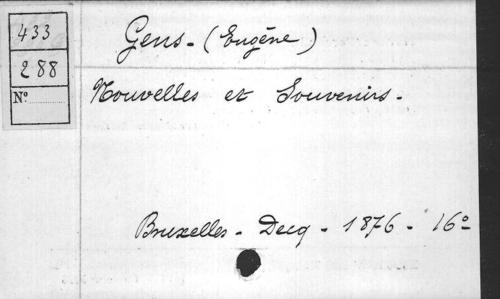 433
288
N°
Gens - (Eugène)
Nouvelles et Souvenirs -
Bruxelles - Decq - 1876 - 16°